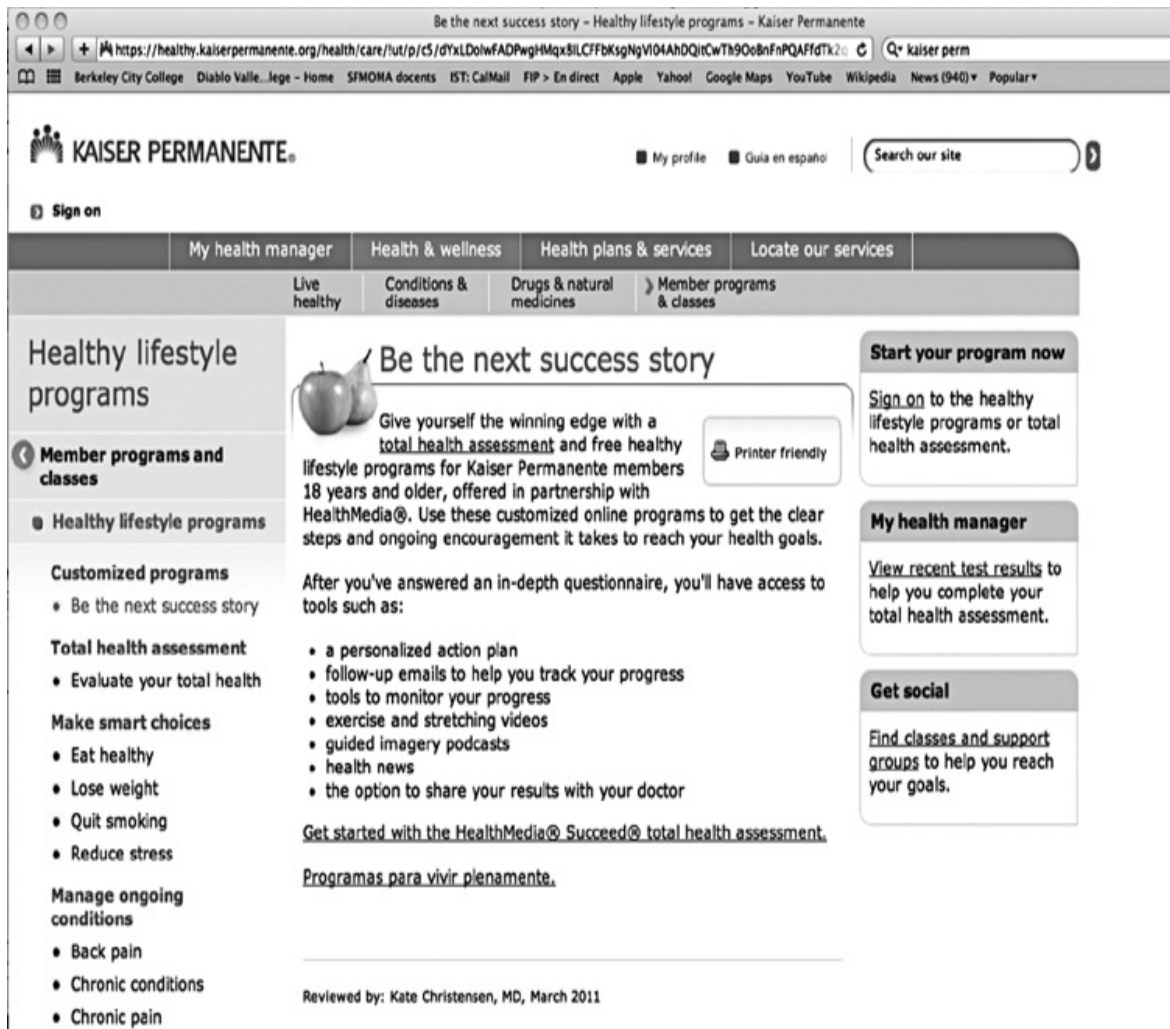 Be the next success story – Healthy lifestyle programs – Kaiser Permanente
kaiser perm
Berkeley City College Diablo Valle...lege – Home SFMOMA docents IST: CalMail FIP > En direct Apple Yahoo! Google Maps YouTube Wikipedia News (940) Popular
KAISER PERMANENTE®
My profile Guía en español Search our site
Sign on
My health manager Health & wellness Health plans & services Locate our services
Live healthy
Conditions & diseases
Drugs & natural medicines
Member programs & classes
Healthy lifestyle
programs
Member programs and
classes
Healthy lifestyle programs
Customized programs
• Be the next success story
Total health assessment
• Evaluate your total health
Make smart choices
• Eat healthy
• Lose weight
• Quit smoking
• Reduce stress
Manage ongoing
conditions
• Back pain
• Chronic conditions
• Chronic pain
Be the next success story
Give yourself the winning edge with a
total health assessment and free healthy
lifestyle programs for Kaiser Permanente members
18 years and older, offered in partnership with
HealthMedia®. Use these customized online programs to get the clear
steps and ongoing encouragement it takes to reach your health goals.
Printer friendly
After you've answered an in-depth questionnaire, you'll have access to
tools such as:
• a personalized action plan
• follow-up emails to help you track your progress
• tools to monitor your progress
• exercise and stretching videos
• guided imagery podcasts
• health news
• the option to share your results with your doctor
Get started with the HealthMedia® Succeed® total health assessment.
Programas para vivir plenamente.
Reviewed by: Kate Christensen, MD, March 2011
Start your program now
Sign on to the healthy
lifestyle programs or total
health assessment.
My health manager
View recent test results to
help you complete your
total health assessment.
Get social
Find classes and support
groups to help you reach
your goals.